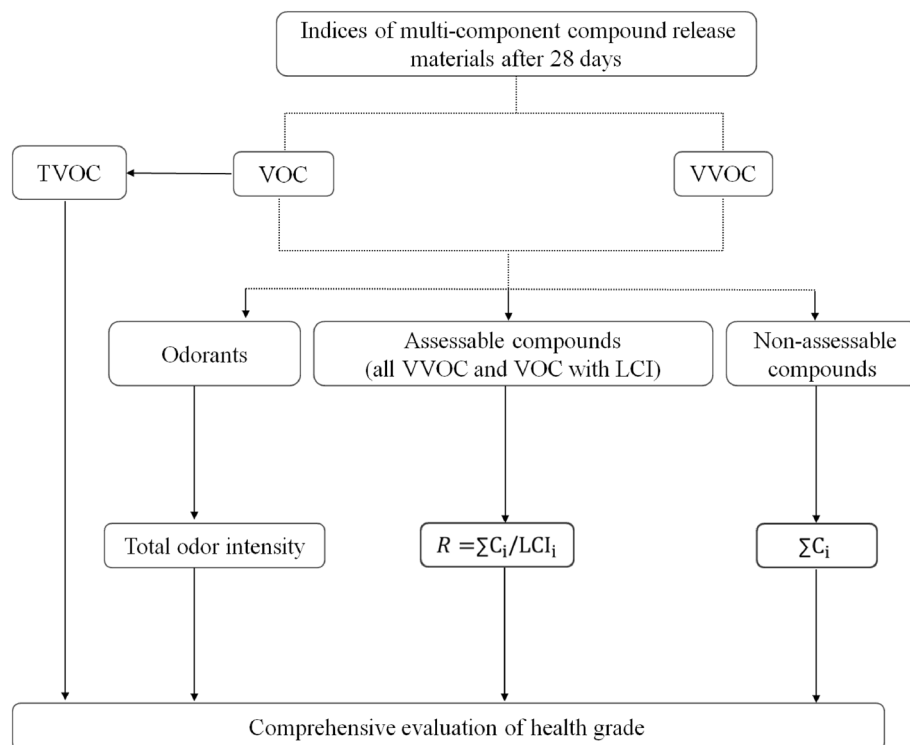 Indices of multi-component compound release
materials after 28 days
TVOC
VOC
VVOC
Odorants
Assessable compounds
(all VVOC and VOC with LCI)
Non-assessable
compounds
Total odor intensity
R =∑Cᵢ/LCIᵢ
∑Cᵢ
Comprehensive evaluation of health grade